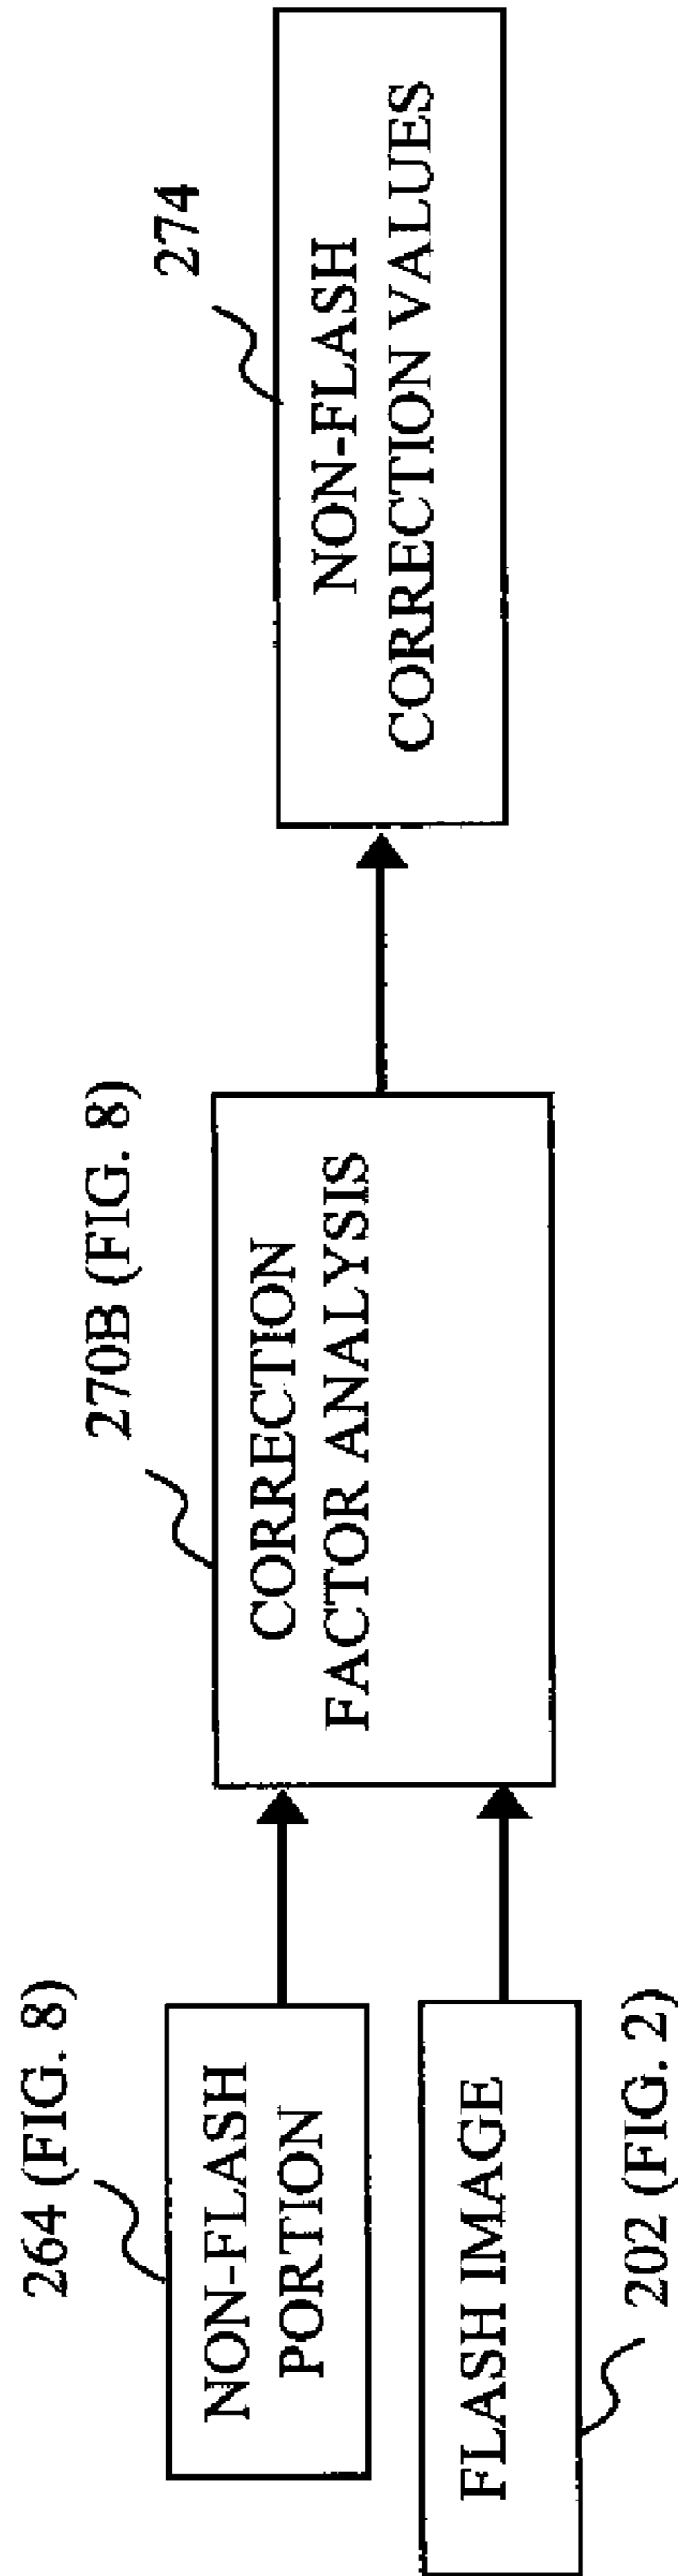 264 (FIG. 8)
NON-FLASH
PORTION
FLASH IMAGE
202 (FIG. 2)
270B (FIG. 8)
CORRECTION
FACTOR ANALYSIS
274
NON-FLASH
CORRECTION VALUES